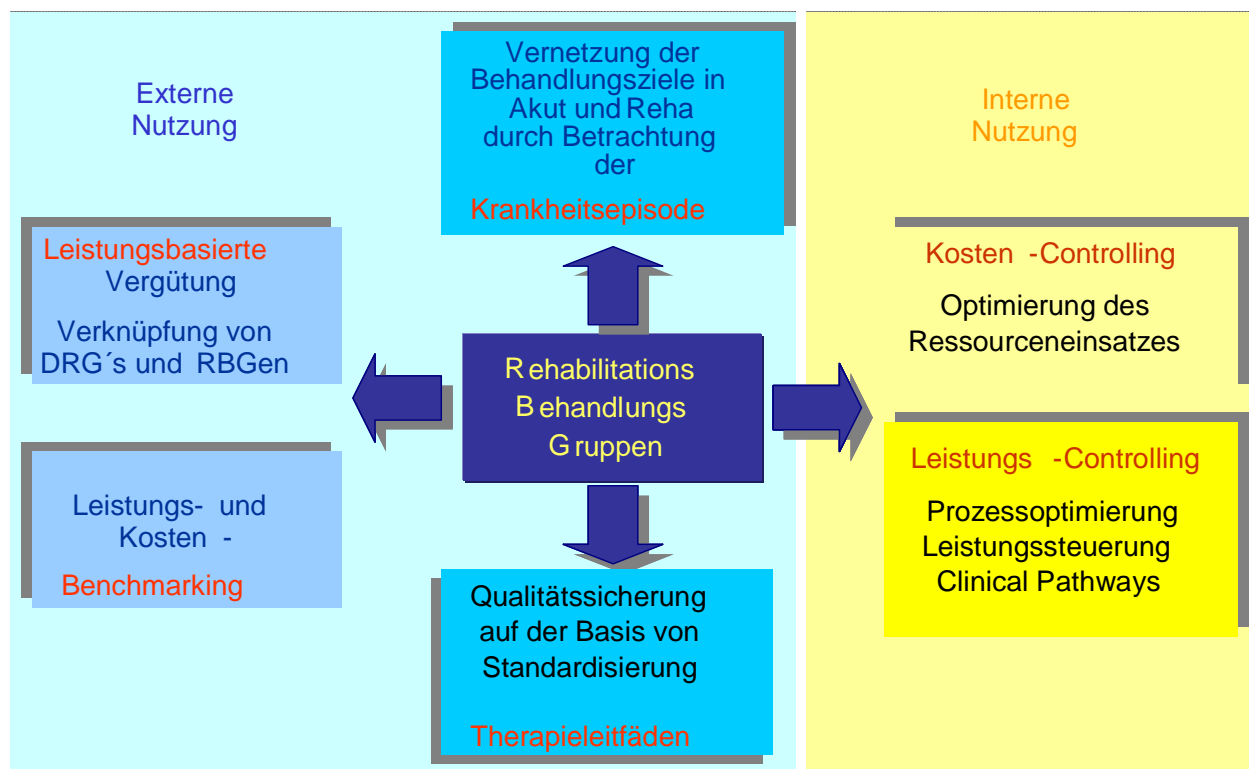 Externe
Nutzung
Leistungsbasierte
Vergütung
Verknüpfung von
DRG´s und RBGen
Leistungs- und
Kosten -
Benchmarking
Vernetzung der
Behandlungsziele in
Akut und Reha
durch Betrachtung
der
Krankheitsepisode
Rehabilitations
Behandlungs
Gruppen
Qualitätssicherung
auf der Basis von
Standardisierung
Therapieleitfäden
Interne
Nutzung
Kosten -Controlling
Optimierung des
Ressourceneinsatzes
Leistungs -Controlling
Prozessoptimierung
Leistungssteuerung
Clinical Pathways